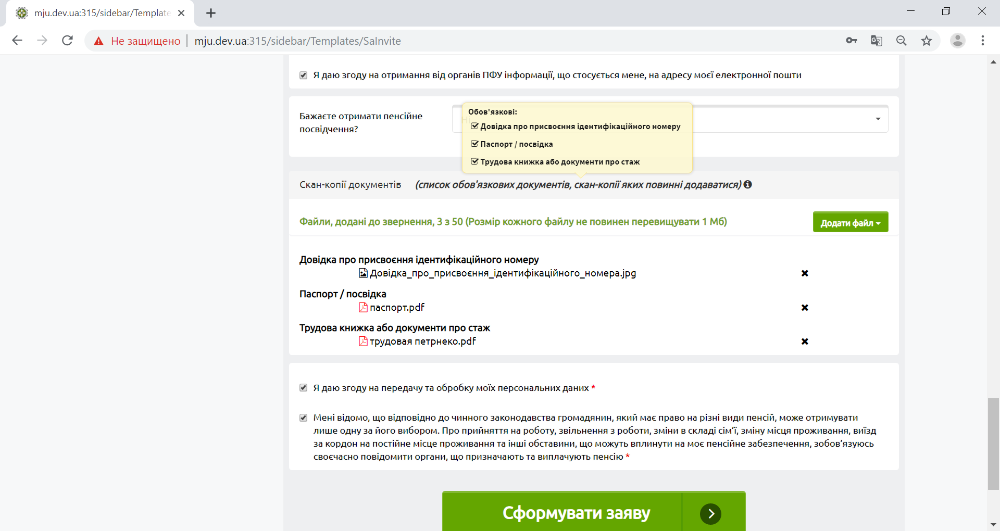 mju.dev.ua:315/sidebar/Template
Не защищено
mju.dev.ua:315/sidebar/Templates/SaInvite
Я даю згоду на отримання від органів ПФУ інформації, що стосується мене, на адресу моєї електронної пошти
Бажаєте отримати пенсійне
посвідчення?
Ні
Обов'язкові:
Довідка про присвоєння ідентифікаційного номеру
Паспорт / посвідка
Трудова книжка або документи про стаж
Скан-копії документів (список обов'язкових документів, скан-копії яких повинні додаватися)
Файли, додані до звернення, 3 з 50 (Розмір кожного файлу не повинен перевищувати 1 Мб)
Додати файл
Довідка про присвоєння ідентифікаційного номеру
Довідка_про_присвоєння_ідентифікаційного_номера.jpg
Паспорт / посвідка
паспорт.pdf
Трудова книжка або документи про стаж
трудовая петрнеко.pdf
Я даю згоду на передачу та обробку моїх персональних даних *
Мені відомо, що відповідно до чинного законодавства громадянин, який має право на різні види пенсій, може отримувати
лише одну за його вибором. Про прийняття на роботу, звільнення з роботи, зміни в складі сім’ї, зміну місця проживання, виїзд
за кордон на постійне місце проживання та інші обставини, що можуть вплинути на моє пенсійне забезпечення, зобов’язуюсь
своєчасно повідомити органи, що призначають та виплачують пенсію *
Сформувати заяву